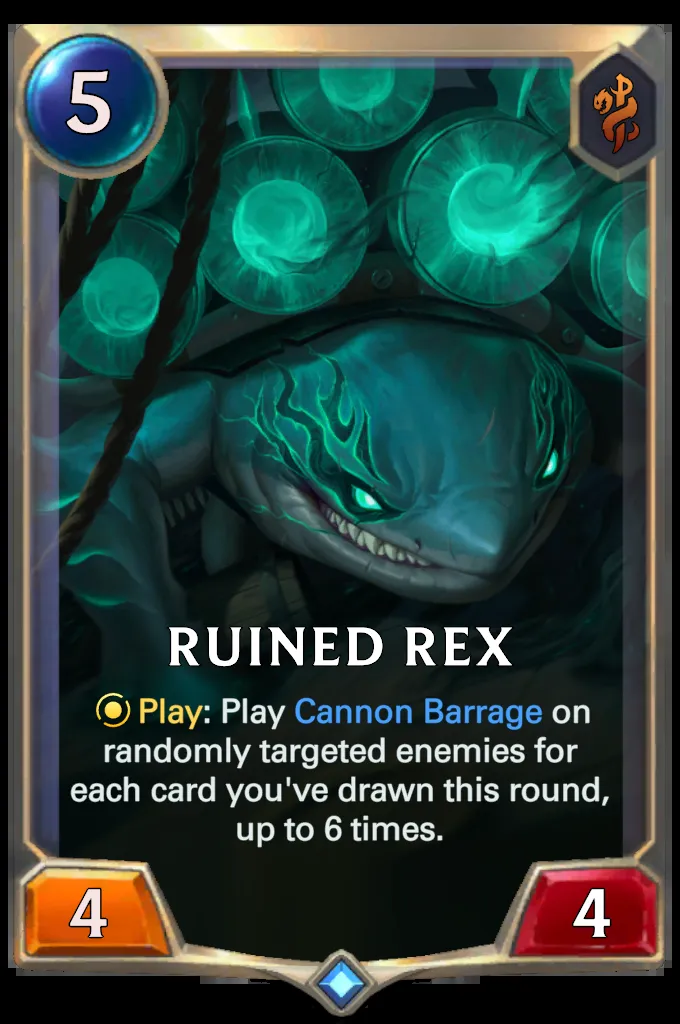 5
RUINED REX
Play: Play Cannon Barrage on
randomly targeted enemies for
each card you've drawn this round,
up to 6 times.
4
4